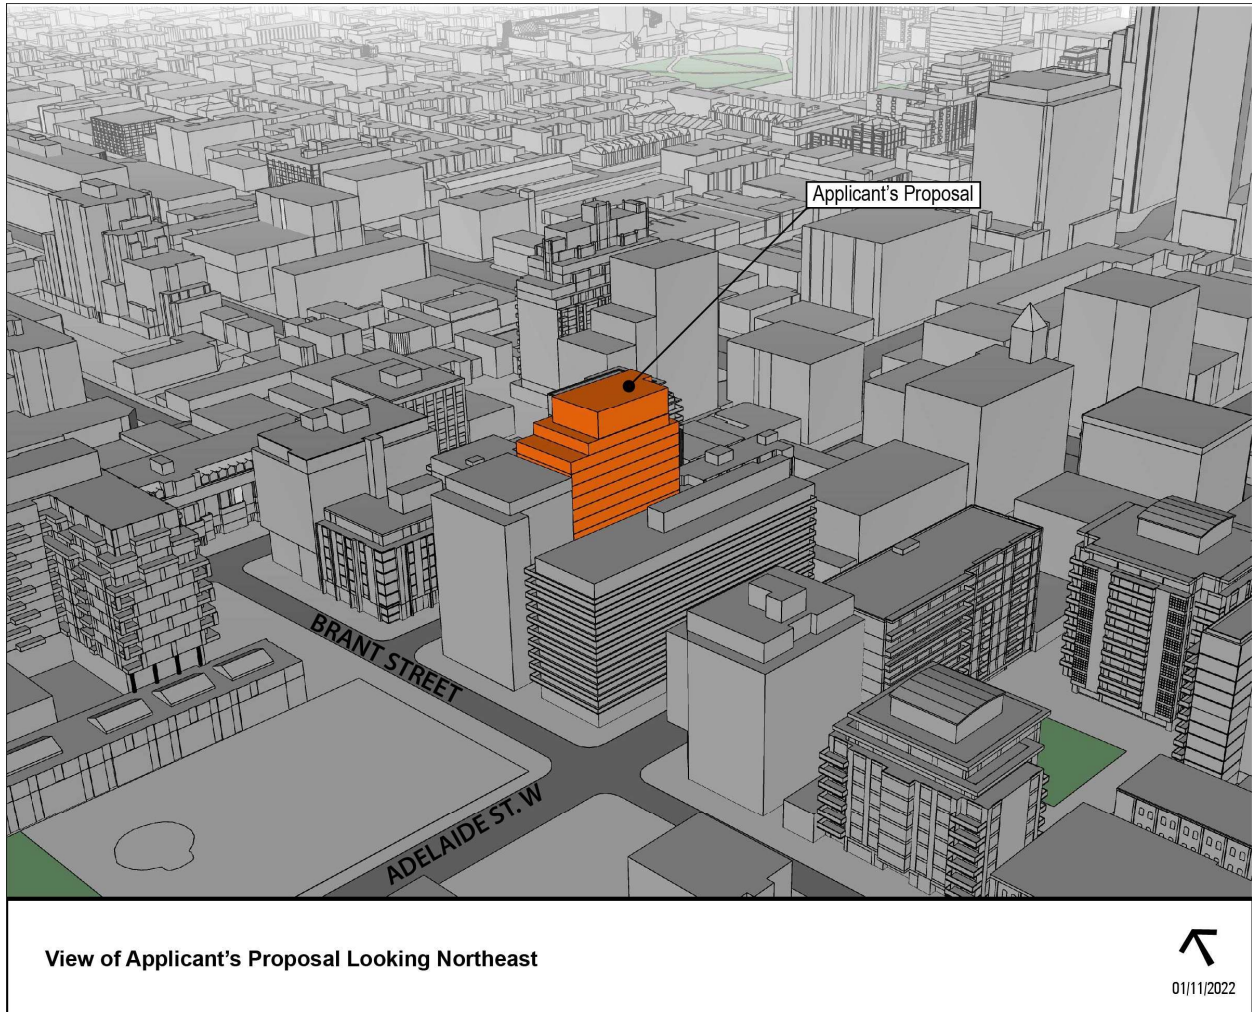 Applicant's Proposal
BRANT STREET
ADELAIDE ST. W
View of Applicant's Proposal Looking Northeast
01/11/2022